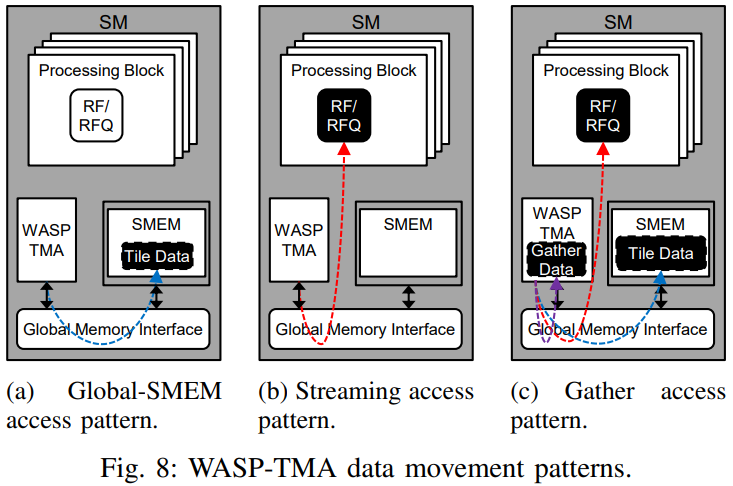 SM
Processing Block
RF/
RFQ
WASP
TMA
SMEM
Tile Data
Global Memory Interface
(a) Global-SMEM
access pattern.
SM
Processing Block
RF/
RFQ
WASP
TMA
SMEM
Global Memory Interface
(b) Streaming access
pattern.
SM
Processing Block
RF/
RFQ
WASP
TMA
Gather
Data
SMEM
Tile Data
Global Memory Interface
(c) Gather access
pattern.
Fig. 8: WASP-TMA data movement patterns.